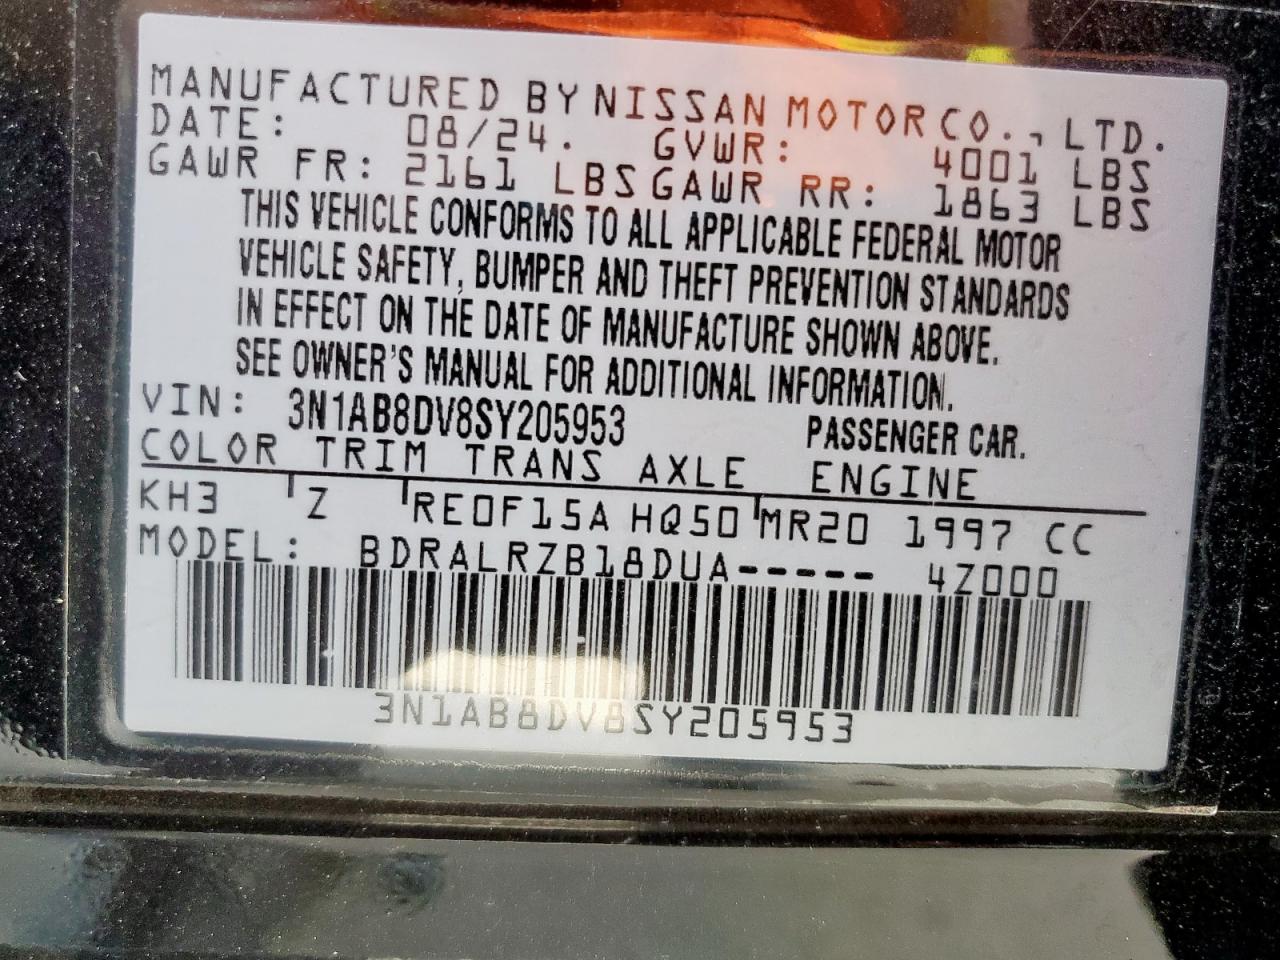 MANUFACTURED BY NISSAN MOTOR CO., LTD.
DATE: 08/24. GVWR: 4001 LBS
GAWR FR: 2161 LBS GAWR RR: 1863 LBS
THIS VEHICLE CONFORMS TO ALL APPLICABLE FEDERAL MOTOR
VEHICLE SAFETY, BUMPER AND THEFT PREVENTION STANDARDS
IN EFFECT ON THE DATE OF MANUFACTURE SHOWN ABOVE.
SEE OWNER'S MANUAL FOR ADDITIONAL INFORMATION.
VIN: 3N1AB8DV8SY205953 PASSENGER CAR.
COLOR TRIM TRANS AXLE ENGINE
KH3 Z RE0F15A HQ50 MR20 1997 CC
MODEL: BDRALRZB18DUA----- 4Z000
3N1AB8DV8SY205953